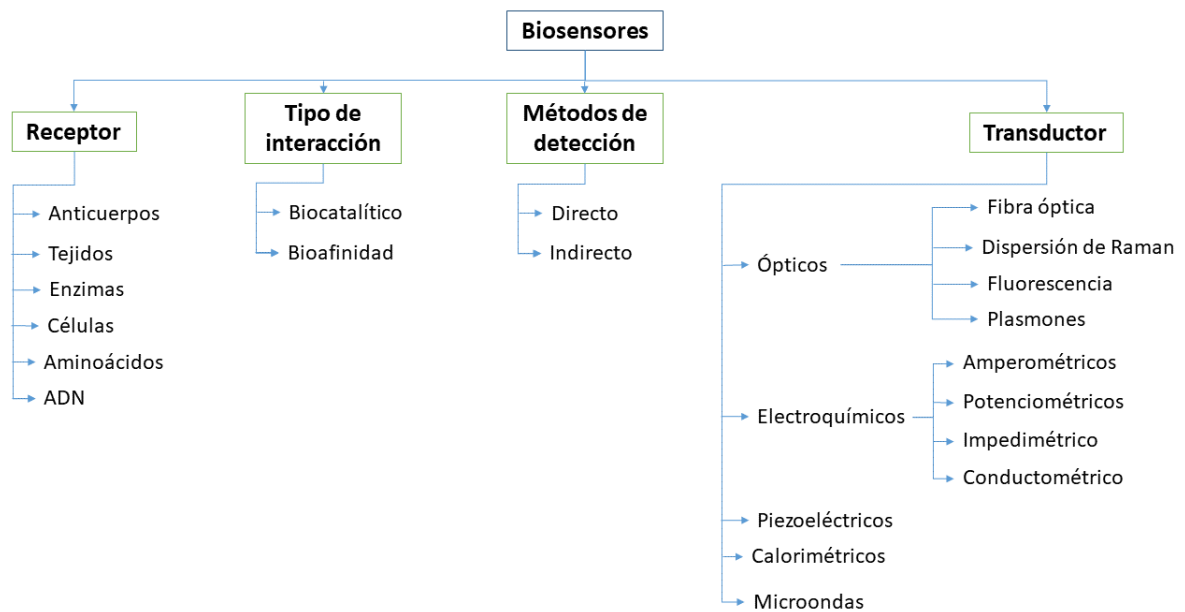 Biosensores
Receptor
Anticuerpos
Tejidos
Enzimas
Células
Aminoácidos
ADN
Tipo de
interacción
Biocatalítico
Bioafinidad
Métodos de
detección
Directo
Indirecto
Transductor
Ópticos
Fibra óptica
Dispersión de Raman
Fluorescencia
Plasmones
Electroquímicos
Amperométricos
Potenciométricos
Impedimétrico
Conductométrico
Piezoeléctricos
Calorimétricos
Microondas